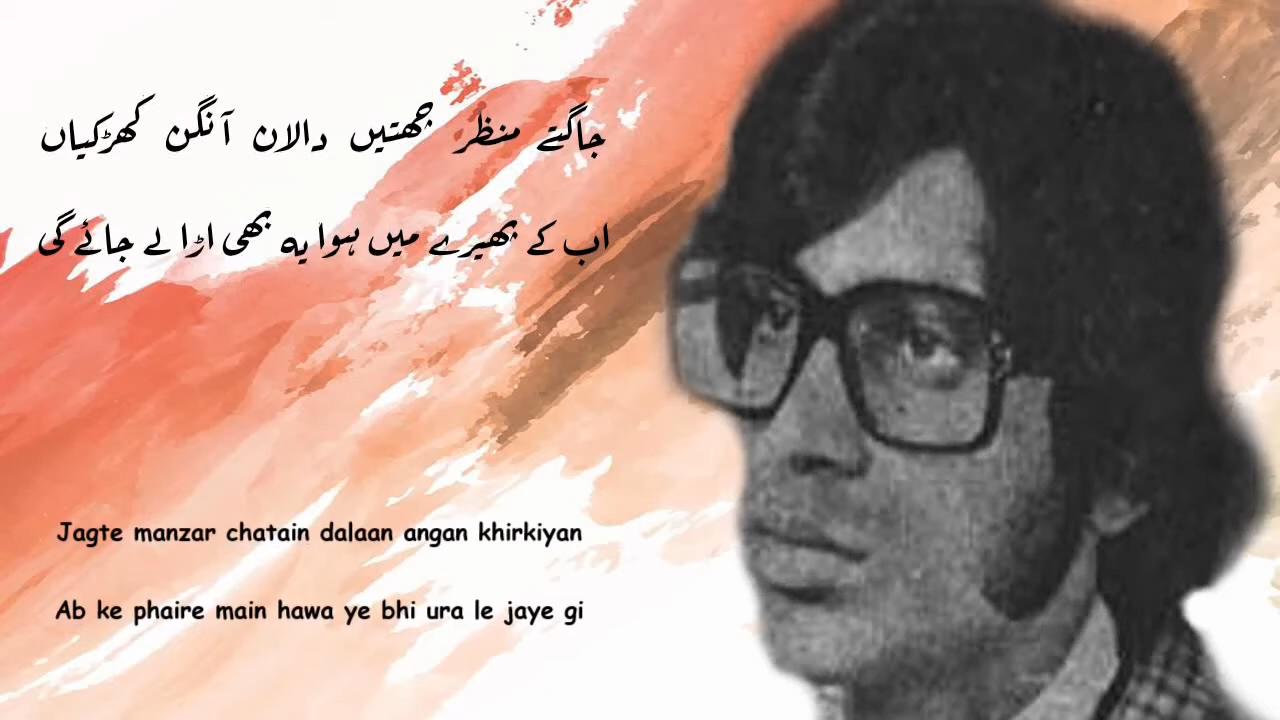 جاگتے منظر چھتیں دالان آنگن کھڑکیاں
اب کے پھیرے میں ہوا یہ بھی اڑا لے جائے گی
Jagte manzar chatain dalaan angan khirkiyan
Ab ke phaire main hawa ye bhi ura le jaye gi